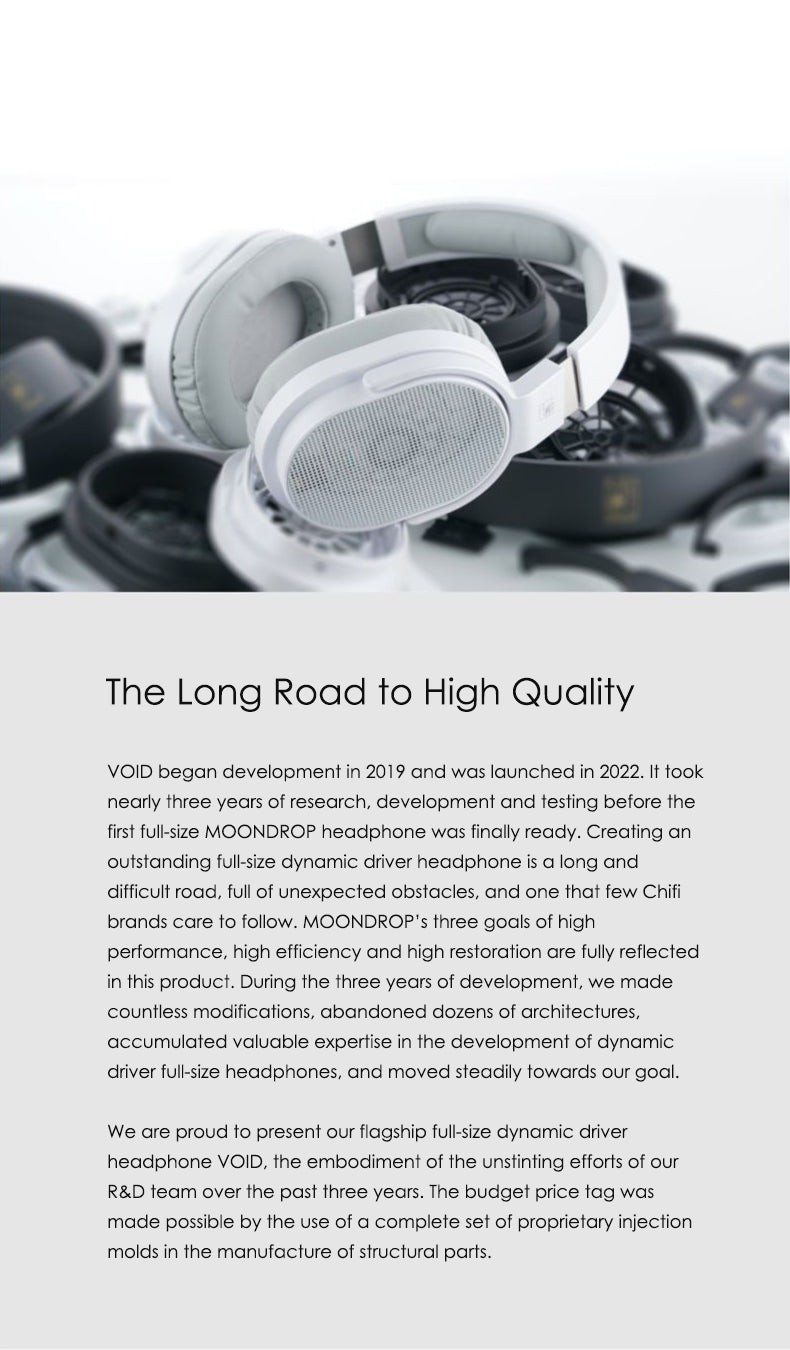 The Long Road to High Quality
VOID began development in 2019 and was launched in 2022. It took
nearly three years of research, development and testing before the
first full-size MOONDROP headphone was finally ready. Creating an
outstanding full-size dynamic driver headphone is a long and
difficult road, full of unexpected obstacles, and one that few Chifi
brands care to follow. MOONDROP's three goals of high
performance, high efficiency and high restoration are fully reflected
in this product. During the three years of development, we made
countless modifications, abandoned dozens of architectures,
accumulated valuable expertise in the development of dynamic
driver full-size headphones, and moved steadily towards our goal.
We are proud to present our flagship full-size dynamic driver
headphone VOID, the embodiment of the unstinting efforts of our
R&D team over the past three years. The budget price tag was
made possible by the use of a complete set of proprietary injection
molds in the manufacture of structural parts.